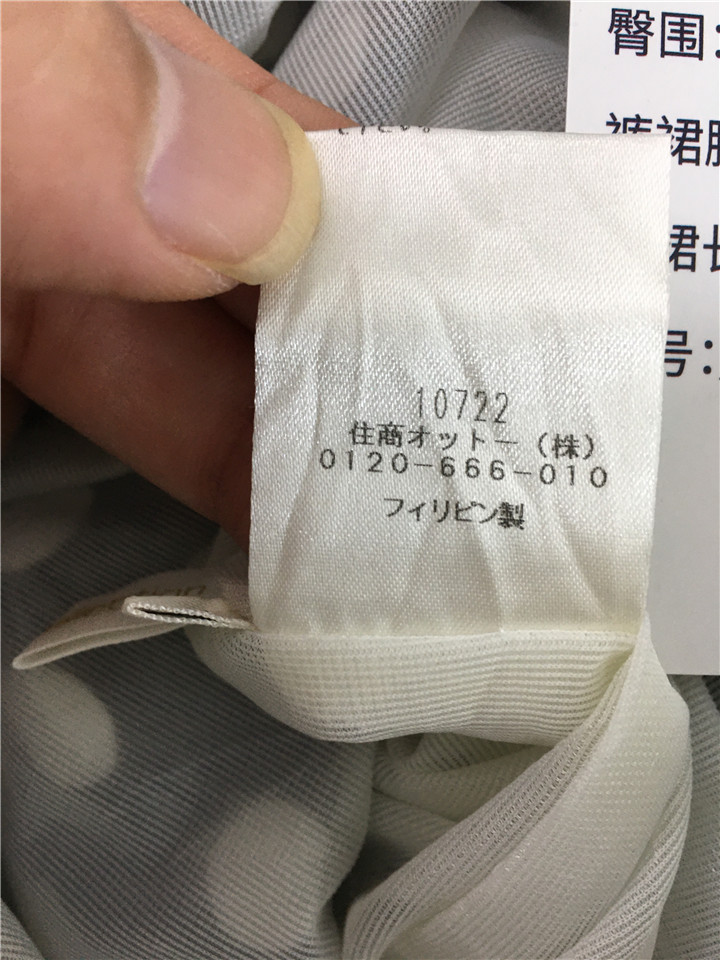 臀围：
裤裙腰
裙长
号：
10722
住商オットー（株）
0120-666-010
フィリピン製